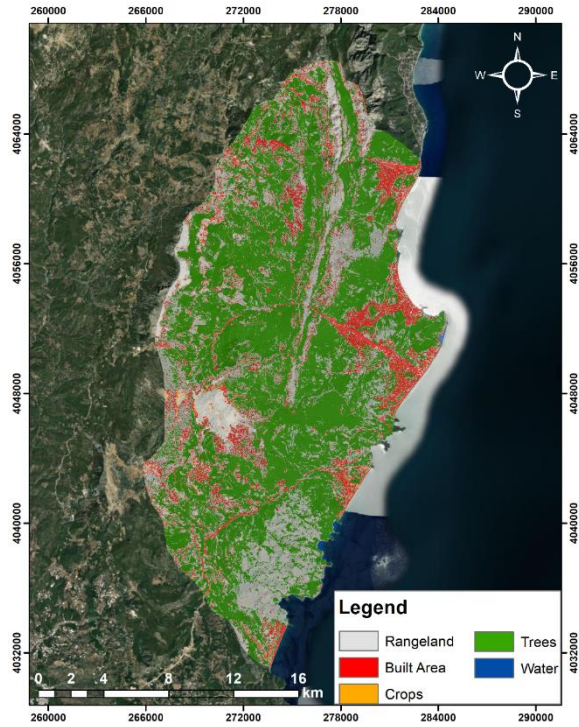 260000 266000 272000 278000 284000 290000
4064000 4064000
4056000 4056000
4048000 4048000
4040000 4040000
4032000 4032000
N
W E
S
Legend
Rangeland Trees
Built Area Water
Crops
0 2 4 8 12 16
km
260000 266000 272000 278000 284000 290000